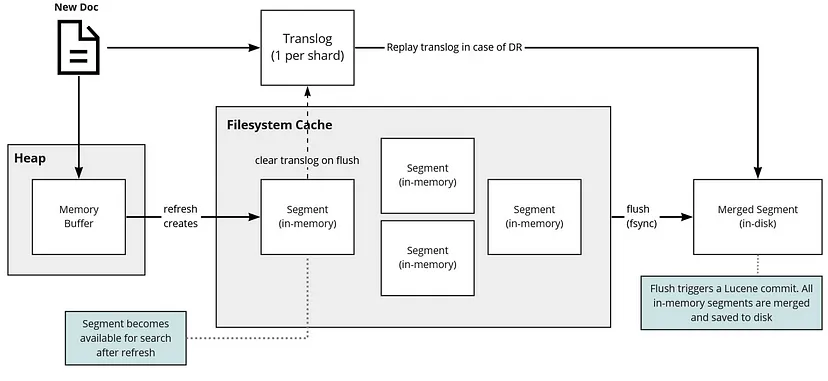 New Doc
Translog
(1 per shard)
Replay translog in case of DR
Filesystem Cache
Heap
clear translog on flush
Memory
Buffer
refresh
creates
Segment
(in-memory)
Segment
(in-memory)
Segment
(in-memory)
Segment
(in-memory)
flush
(fsync)
Merged Segment
(in-disk)
Flush triggers a Lucene commit. All
in-memory segments are merged
and saved to disk
Segment becomes
available for search
after refresh